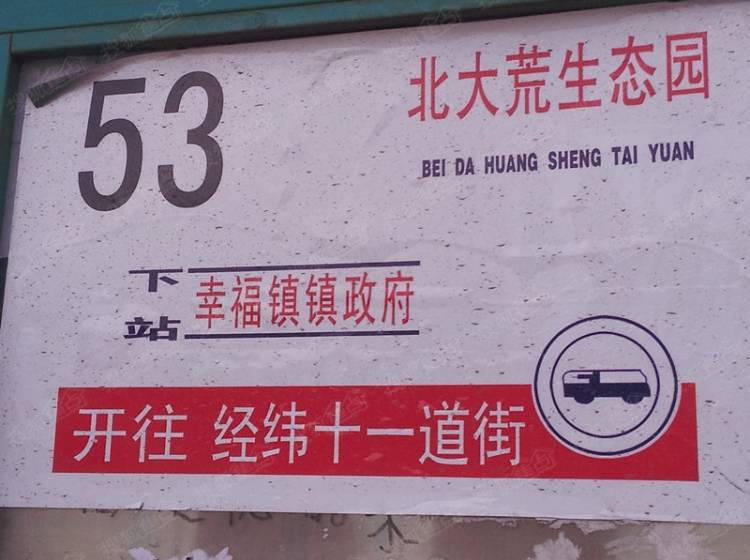 53
北大荒生态园
BEI DA HUANG SHENG TAI YUAN
下站
幸福镇镇政府
开往 经纬十一道街